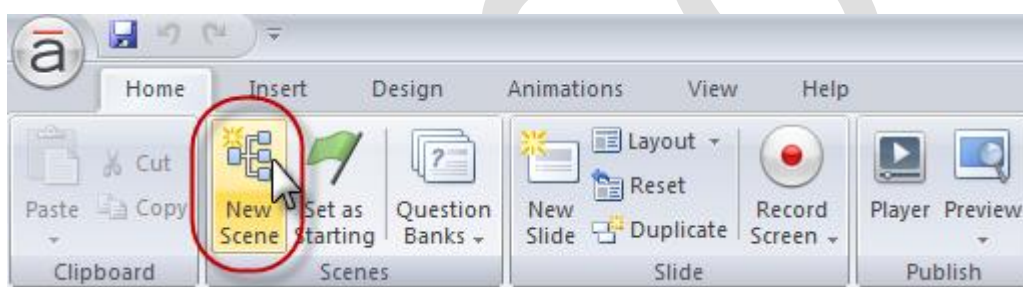 ā
Home Insert Design Animations View Help
Paste Cut Copy
New Scene Set as Starting Question Banks
New Slide Layout Reset Duplicate Record Screen
Player Preview
Clipboard Scenes Slide Publish